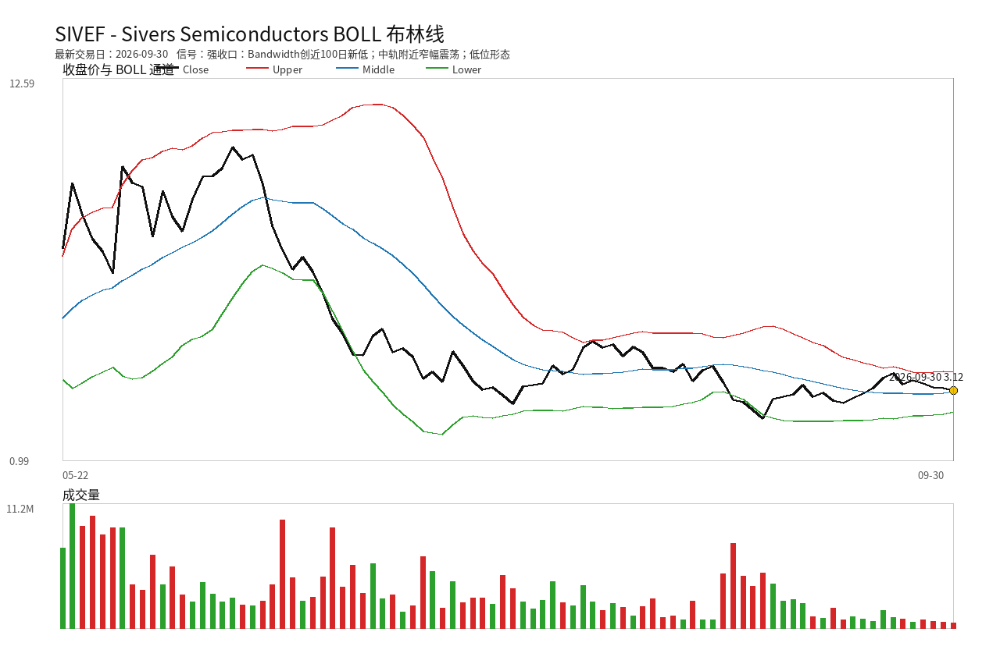 SIVEF - Sivers Semiconductors BOLL 布林线
最新交易日：2026-09-30 信号：强收口：Bandwidth创近100日新低；中轨附近窄幅震荡；低位形态
收盘价与 BOLL 通道 Close Upper Middle Lower
12.59
2026-09-30 3.12
0.99
05-22 09-30
成交量
11.2M